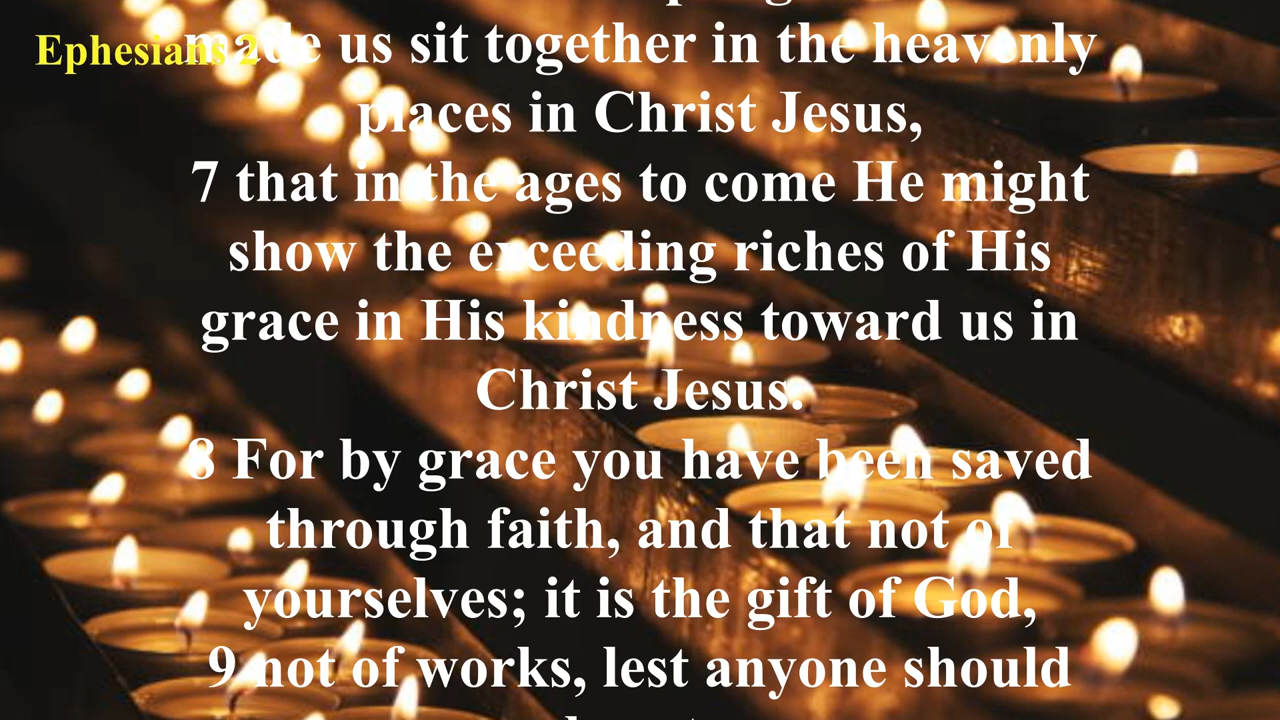 Ephesians 2
made us sit together in the heavenly
places in Christ Jesus,
7 that in the ages to come He might
show the exceeding riches of His
grace in His kindness toward us in
Christ Jesus.
8 For by grace you have been saved
through faith, and that not of
yourselves; it is the gift of God,
9 not of works, lest anyone should